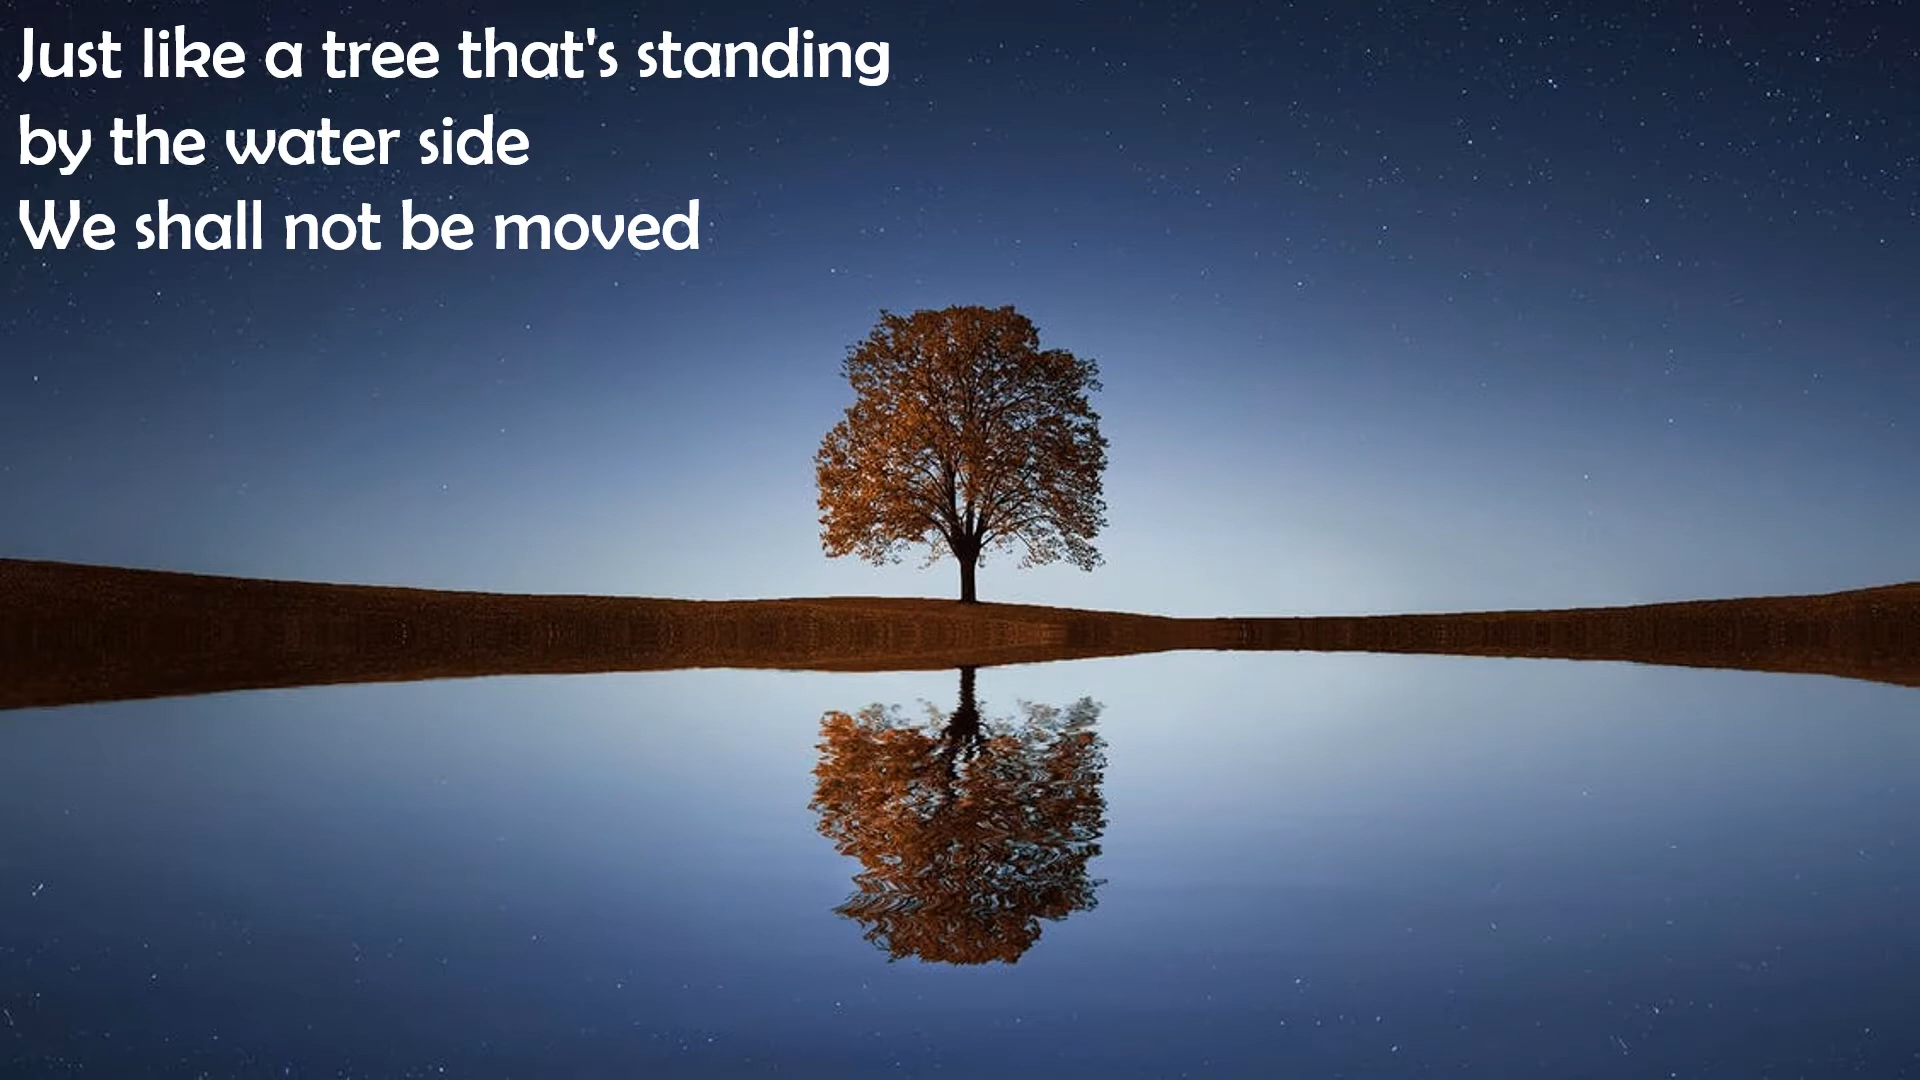 Just like a tree that's standing
by the water side
We shall not be moved